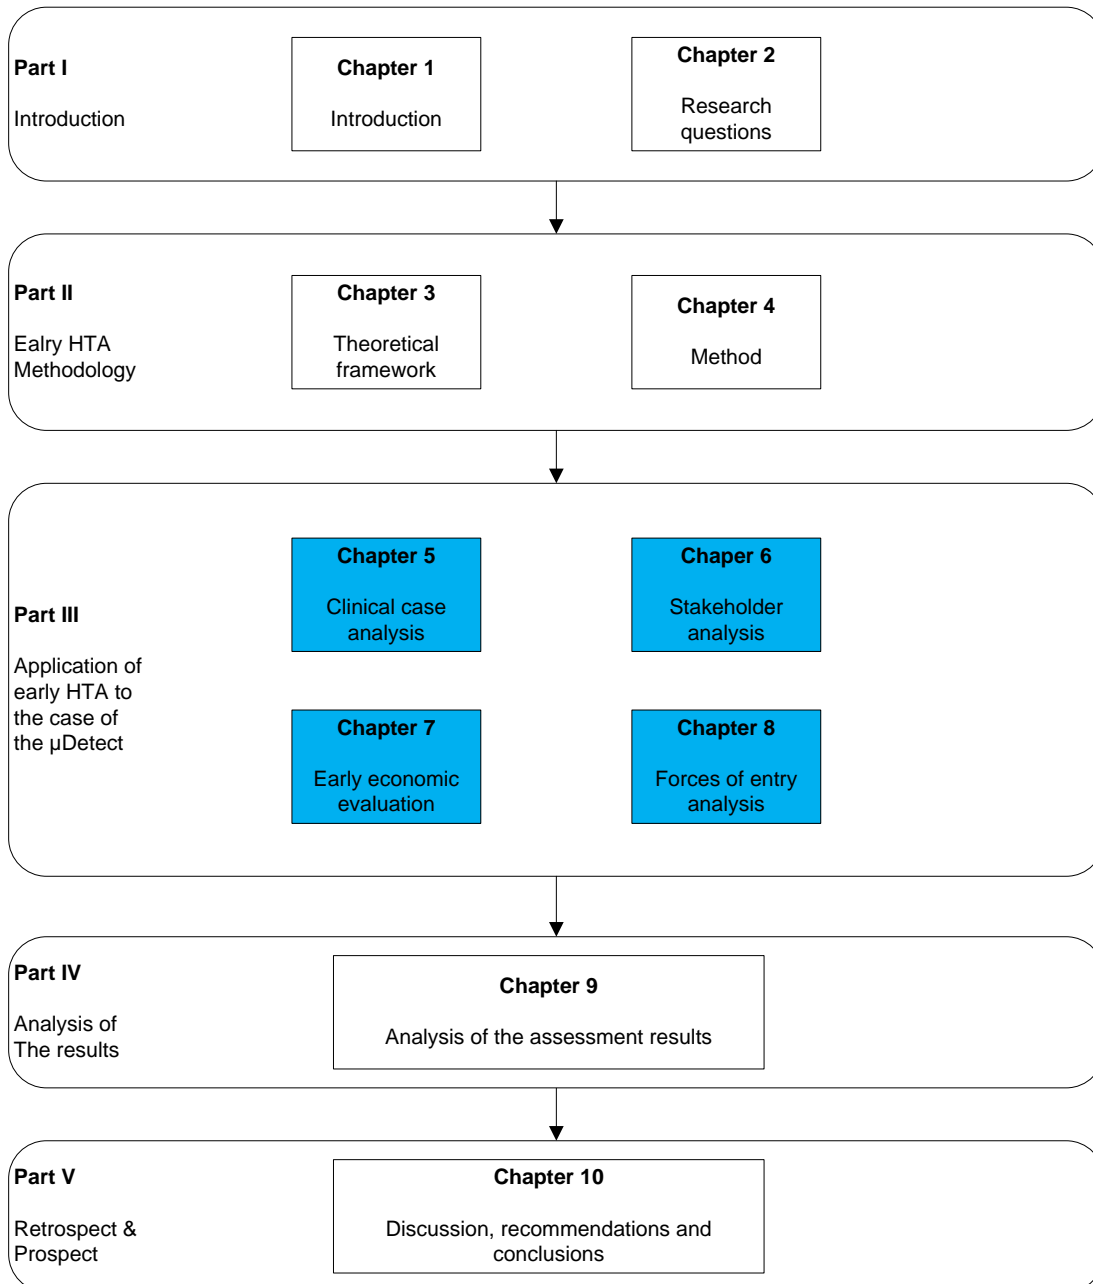 Part I
Introduction
Chapter 1
Introduction
Chapter 2
Research
questions
Part II
Ealry HTA
Methodology
Chapter 3
Theoretical
framework
Chapter 4
Method
Part III
Application of
early HTA to
the case of
the µDetect
Chapter 5
Clinical case
analysis
Chaper 6
Stakeholder
analysis
Chapter 7
Early economic
evaluation
Chapter 8
Forces of entry
analysis
Part IV
Analysis of
The results
Chapter 9
Analysis of the assessment results
Part V
Retrospect &
Prospect
Chapter 10
Discussion, recommendations and
conclusions